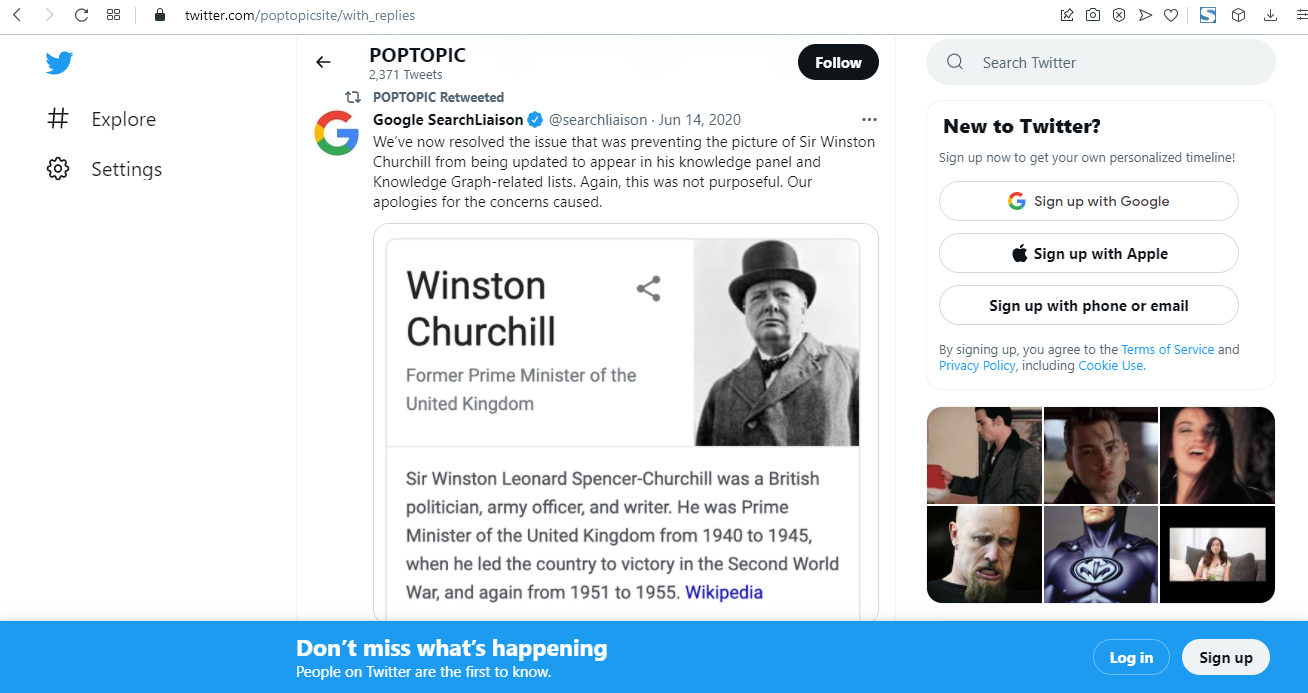 twitter.com/poptopicsite/with_replies
Explore
Settings
POPTOPIC
2,371 Tweets
Follow
POPTOPIC Retweeted
Google SearchLiaison @searchliaison · Jun 14, 2020
We've now resolved the issue that was preventing the picture of Sir Winston
Churchill from being updated to appear in his knowledge panel and
Knowledge Graph-related lists. Again, this was not purposeful. Our
apologies for the concerns caused.
Winston
Churchill
Former Prime Minister of the
United Kingdom
Sir Winston Leonard Spencer-Churchill was a British
politician, army officer, and writer. He was Prime
Minister of the United Kingdom from 1940 to 1945,
when he led the country to victory in the Second World
War, and again from 1951 to 1955. Wikipedia
Search Twitter
New to Twitter?
Sign up now to get your own personalized timeline!
Sign up with Google
Sign up with Apple
Sign up with phone or email
By signing up, you agree to the Terms of Service and
Privacy Policy, including Cookie Use.
Don't miss what's happening
People on Twitter are the first to know.
Log in
Sign up